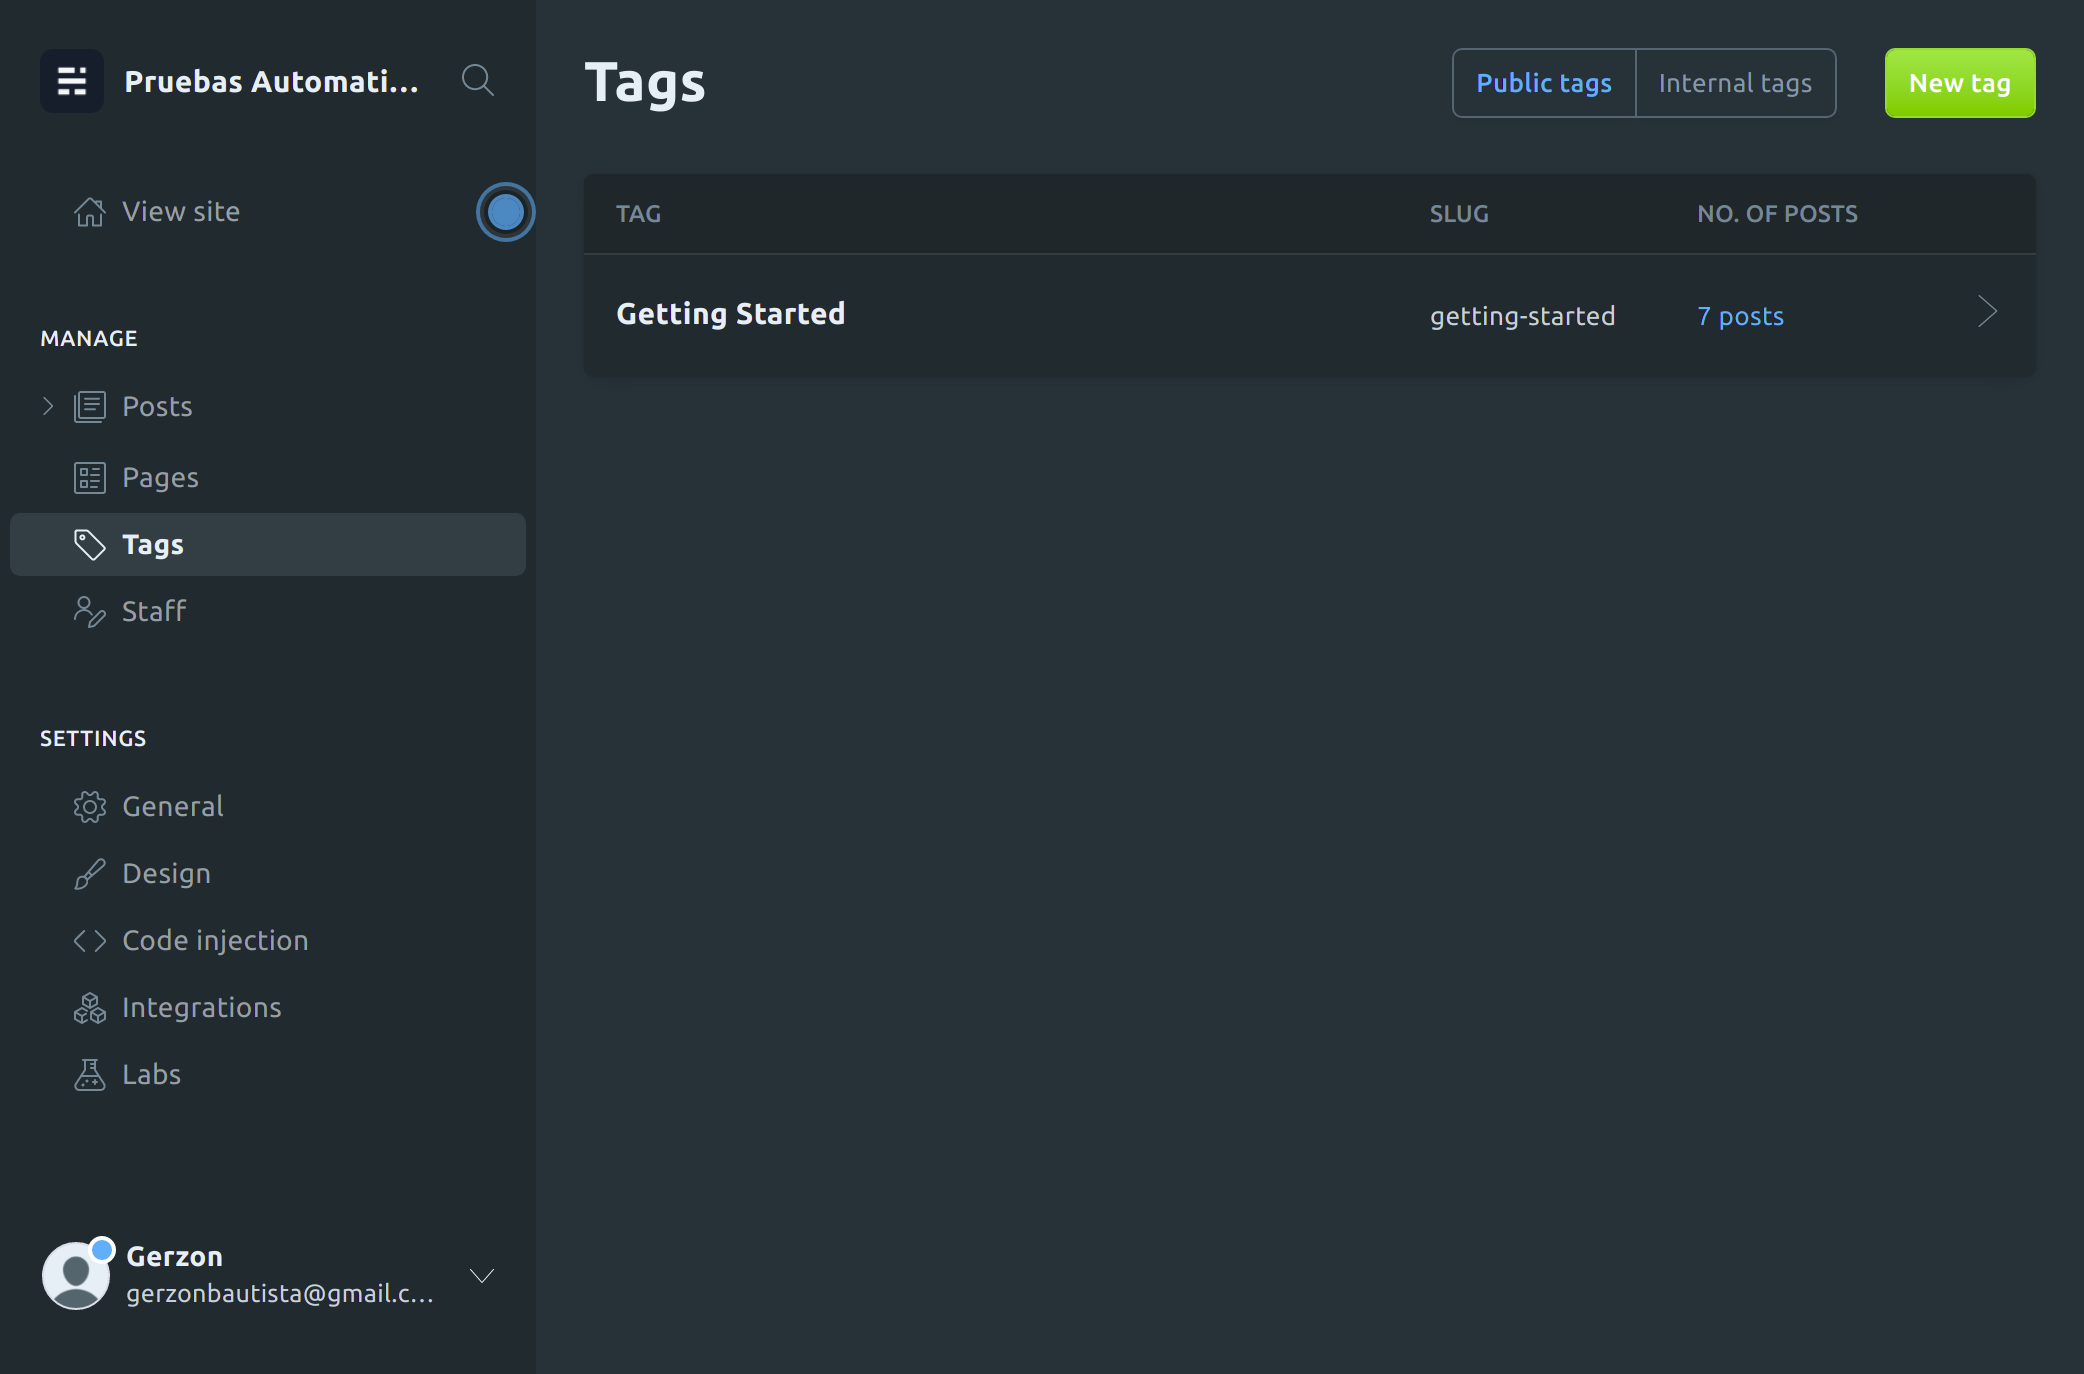 Pruebas Automati...
View site
MANAGE
Posts
Pages
Tags
Staff
SETTINGS
General
Design
Code injection
Integrations
Labs
Gerzon
gerzonbautista@gmail.c...
Tags
Public tags
Internal tags
New tag
TAG SLUG NO. OF POSTS
Getting Started getting-started 7 posts